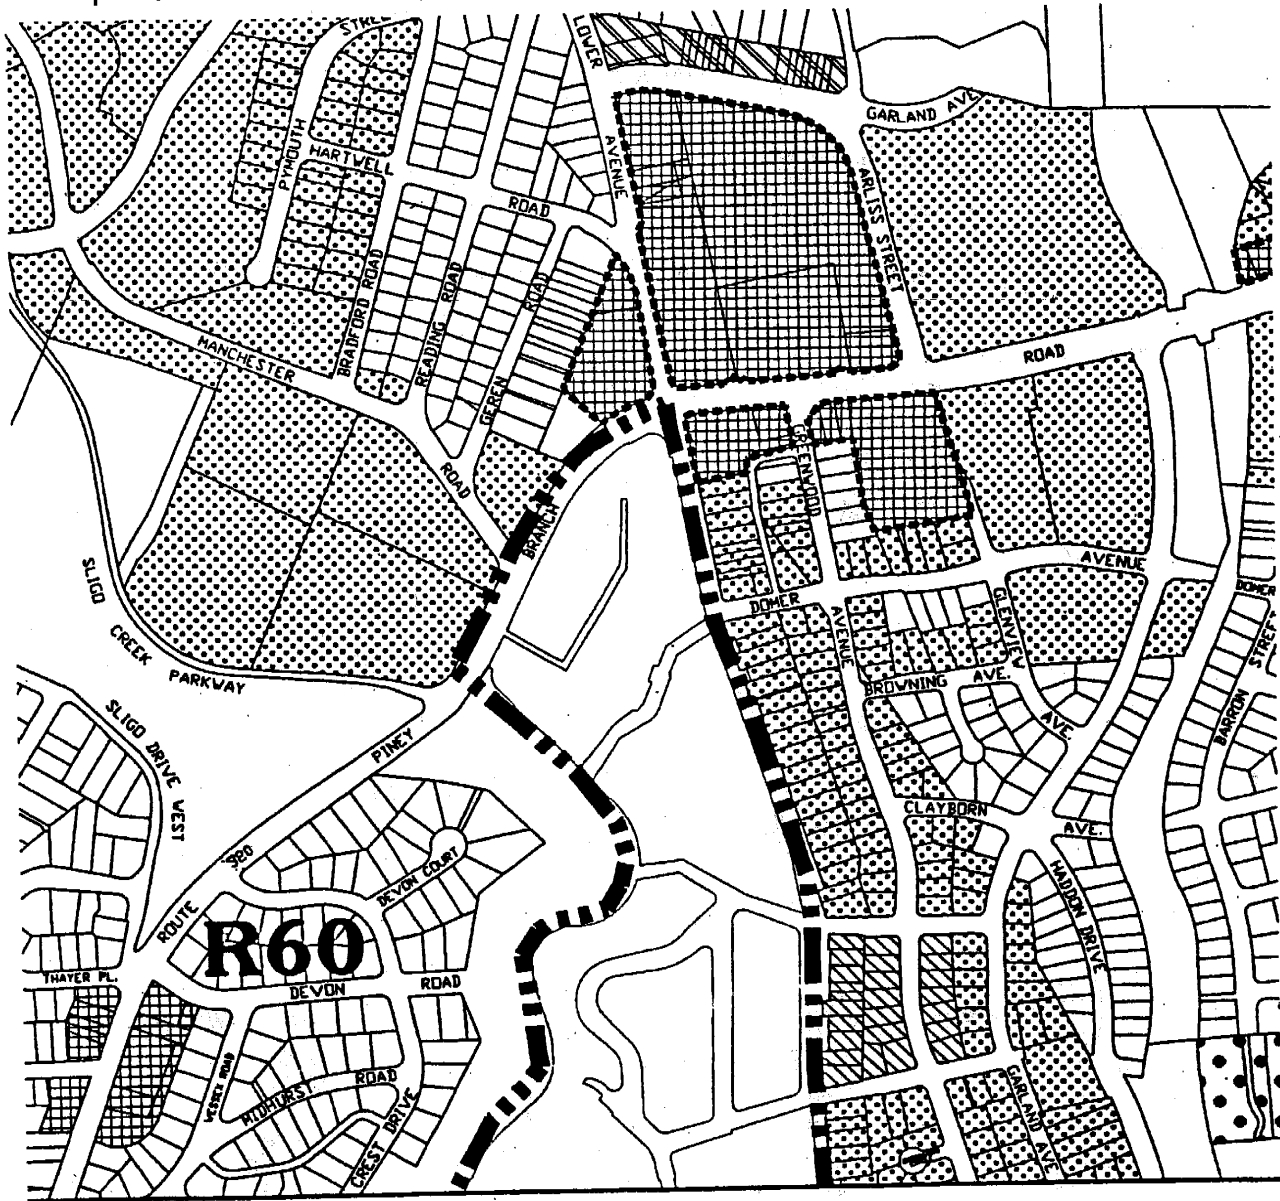 STREE
LOWER
GARLAND AVE
PYMOUTH
HARTWELL
AVENUE
ARLISS STREET
ROAD
BRADFORD ROAD
READING ROAD
ROAD
GEREN
MANCHESTER
ROAD
ROAD
GREENWOOD
BRANCH
AVENUE
SLIGO
CREEK
PARKWAY
DOMER
AVENUE
GLENVIEW
DOMER
STREET
BARRON
BROWNING AVE.
AVE.
SLIGO DRIVE WEST
PINEY
CLAYBORN
AVE.
320
ROUTE
DEVON COURT
HADDON DRIVE
R60
THAYER PL.
DEVON
ROAD
WESSEX ROAD
MIDHURST
ROAD
CREST DRIVE
GARLAND AVE